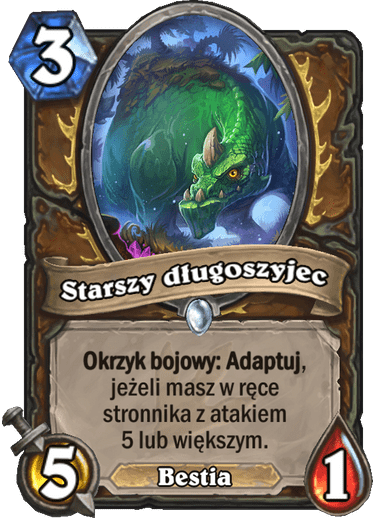 3
Starszy długoszyjec
Okrzyk bojowy: Adaptuj,
jeżeli masz w ręce
stronnika z atakiem
5 lub większym.
5
Bestia
1